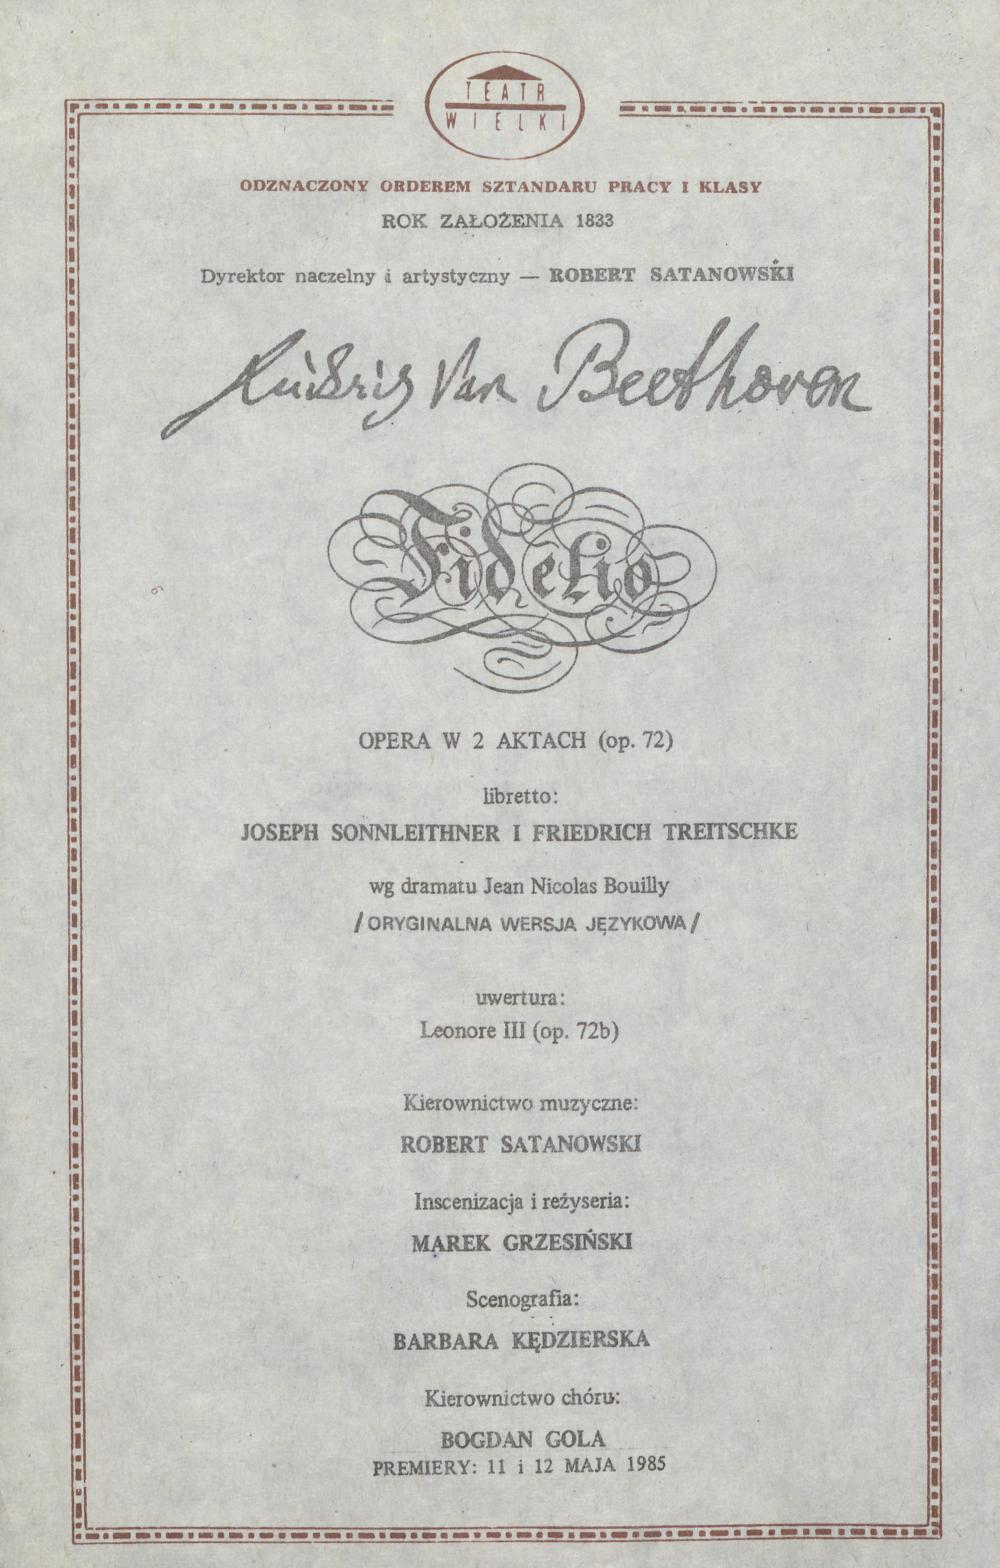 TEATR
WIELKI
ODZNACZONY ORDEREM SZTANDARU PRACY I KLASY
ROK ZAŁOŻENIA 1833
Dyrektor naczelny i artystyczny — ROBERT SATANOWSKI
Ludwig Van Beethoven
Fidelio
OPERA W 2 AKTACH (op. 72)
libretto:
JOSEPH SONNLEITHNER I FRIEDRICH TREITSCHKE
wg dramatu Jean Nicolas Bouilly
/ORYGINALNA WERSJA JĘZYKOWA/
uwertura:
Leonore III (op. 72b)
Kierownictwo muzyczne:
ROBERT SATANOWSKI
Inscenizacja i reżyseria:
MAREK GRZESIŃSKI
Scenografia:
BARBARA KĘDZIERSKA
Kierownictwo chóru:
BOGDAN GOLA
PREMIERY: 11 i 12 MAJA 1985